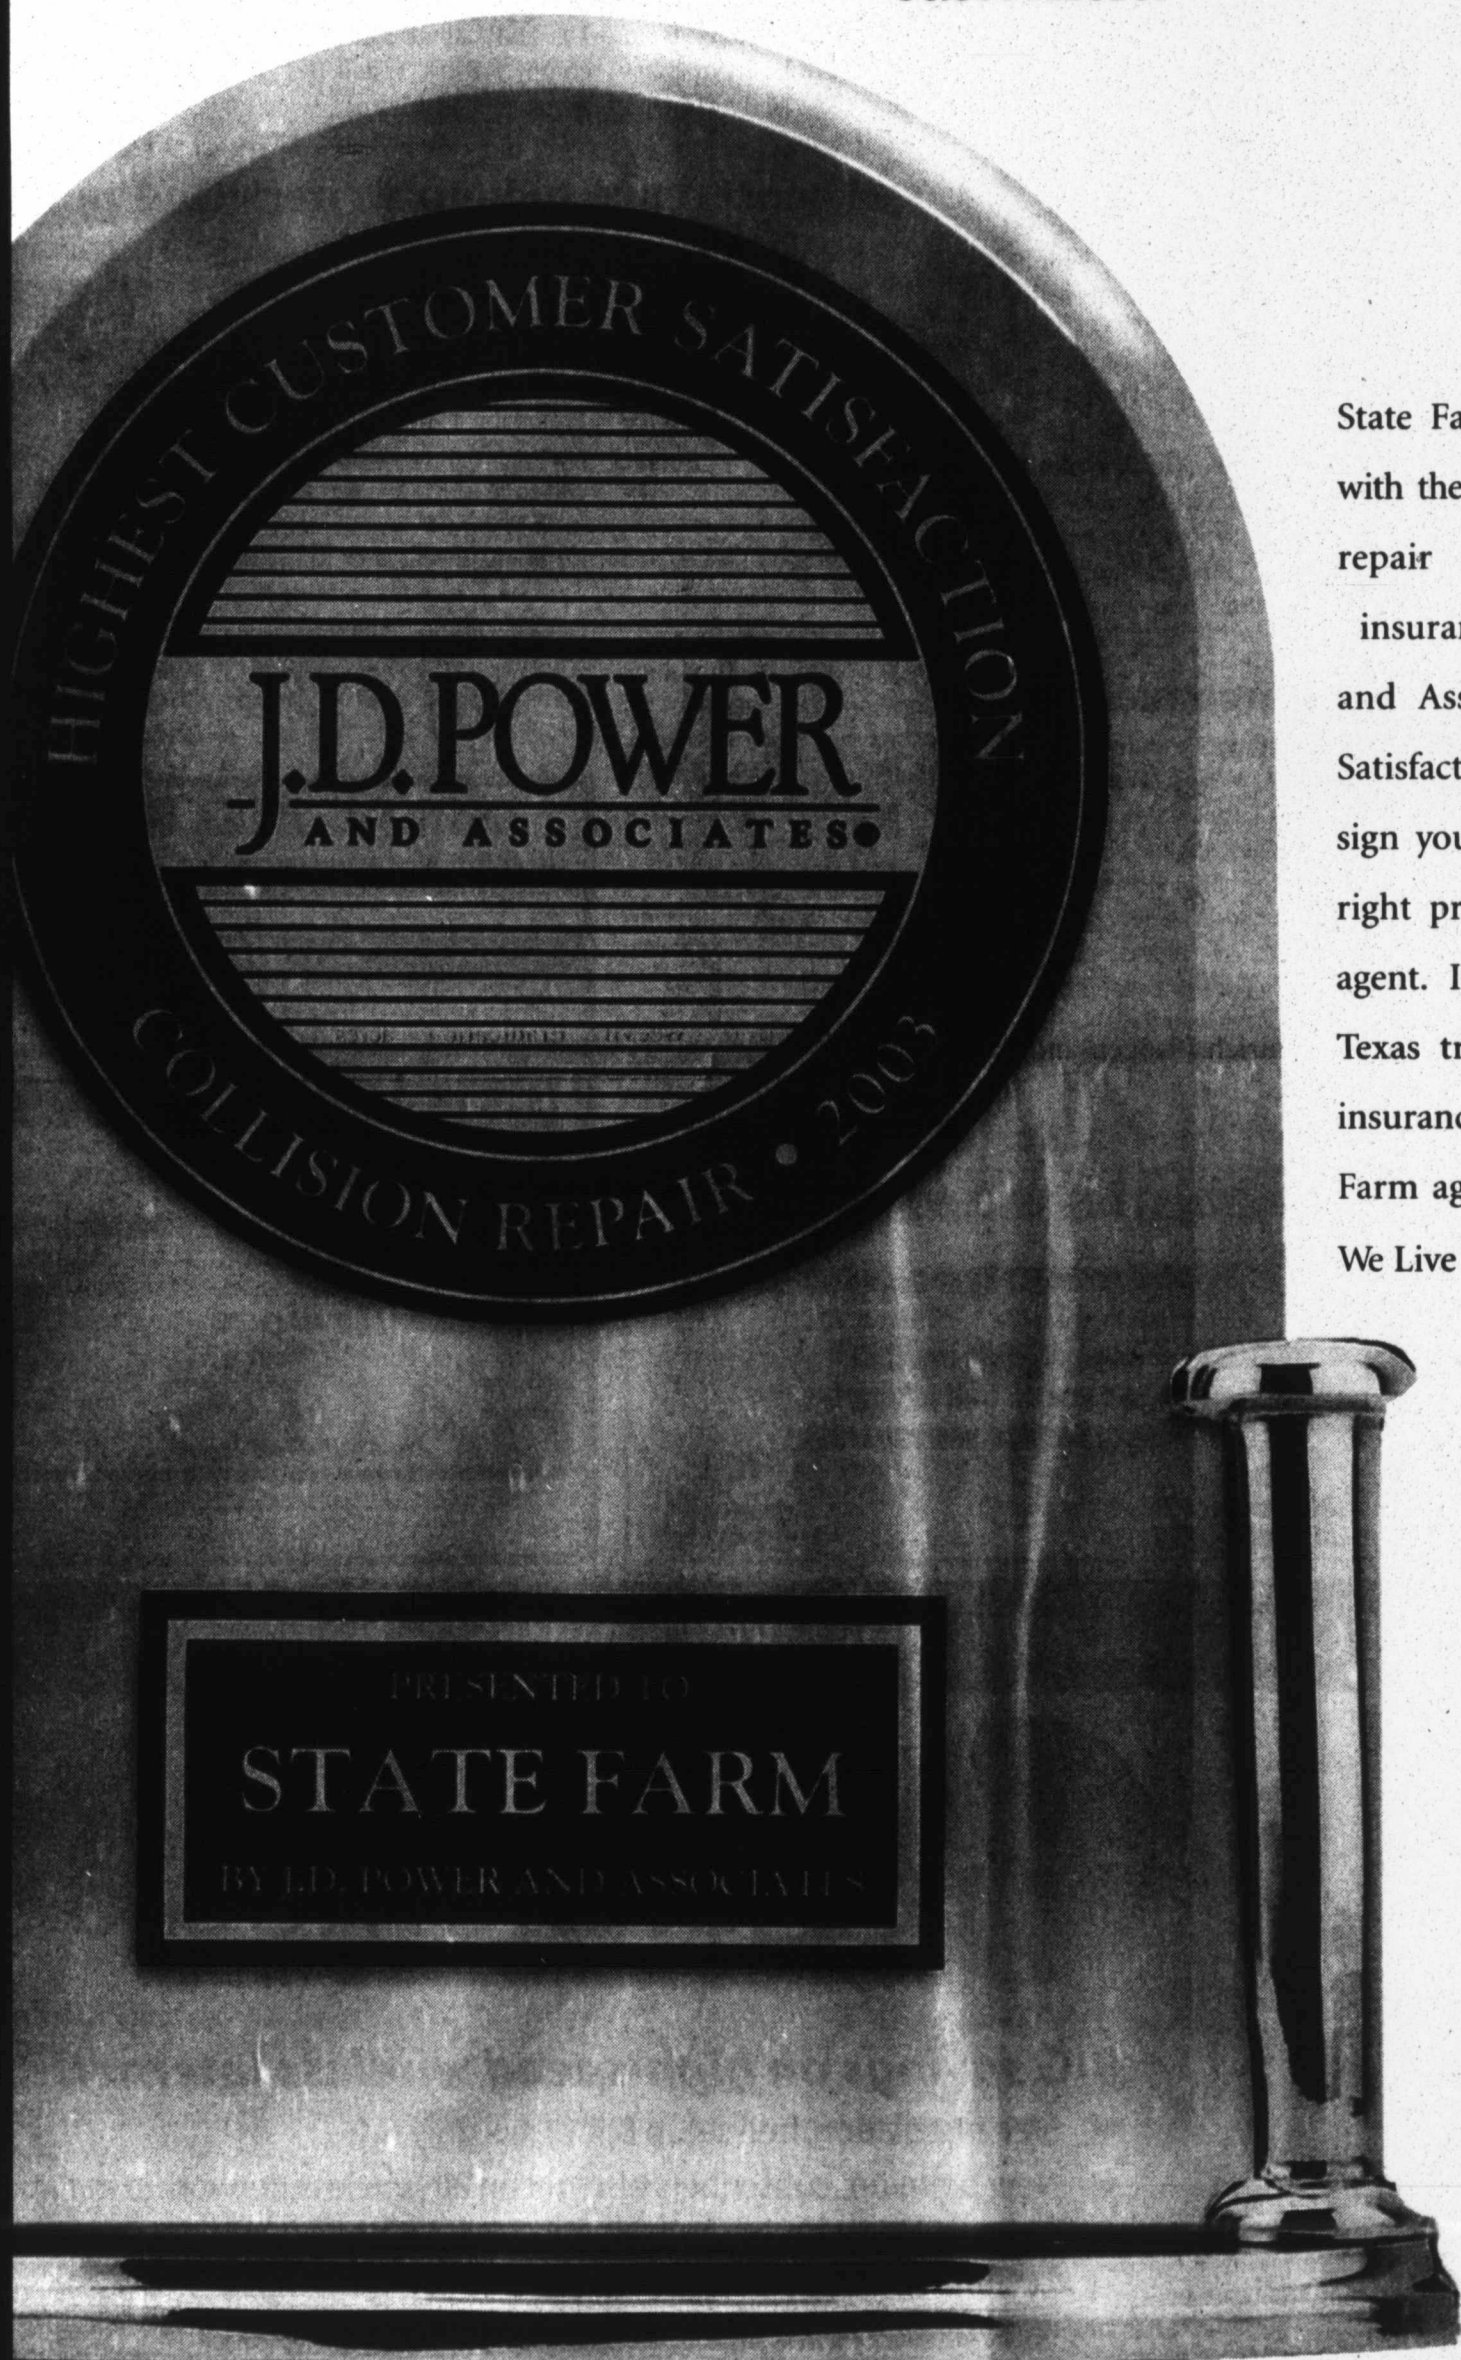 HIGHEST CUSTOMER SATISFACTION
J.D. POWER
AND ASSOCIATES
COLLISION REPAIR • 2003
PRESENTED TO
STATE FARM
BY J.D. POWER AND ASSOCIATES
State Fa
with the
repair
insuran
and Ass
Satisfact
sign you
right pr
agent. I
Texas tr
insuranc
Farm ag
We Live